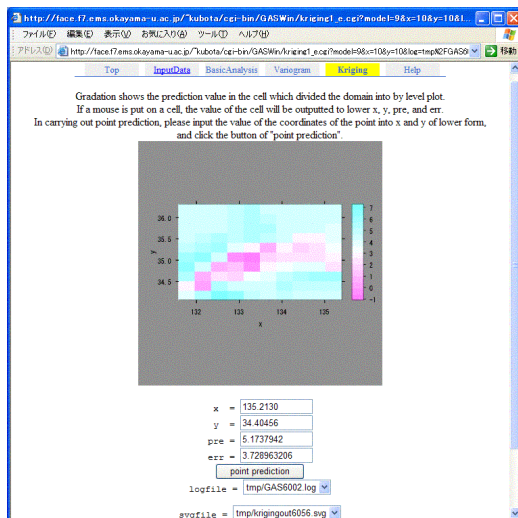 http://face.f7.ems.okayama-u.ac.jp/~kubota/cgi-bin/GASWin/kriging1_e.cgi?model=9&x=10&y=10&l...
ファイル(F) 編集(E) 表示(V) お気に入り(A) ツール(T) ヘルプ(H)
アドレス(D) http://face.f7.ems.okayama-u.ac.jp/~kubota/cgi-bin/GASWin/kriging1_e.cgi?model=9&x=10&y=10&log=tmp%2FGAS6 移動
Top InputData BasicAnalysis Variogram Kriging Help
Gradation shows the prediction value in the cell which divided the domain into by level plot.
If a mouse is put on a cell, the value of the cell will be outputted to lower x, y, pre, and err.
In carrying out point prediction, please input the value of the coordinates of the point into x and y of lower form,
and click the button of "point prediction".
7
6
5
4
3
2
1
0
-1
36.0
35.5
35.0
34.5
y
132 133 134 135
x
x = 135.2130
y = 34.40456
pre = 5.1737942
err = 3.728963206
point prediction
logfile = tmp/GAS6002.log
svgfile = tmp/krigingout6056.svg